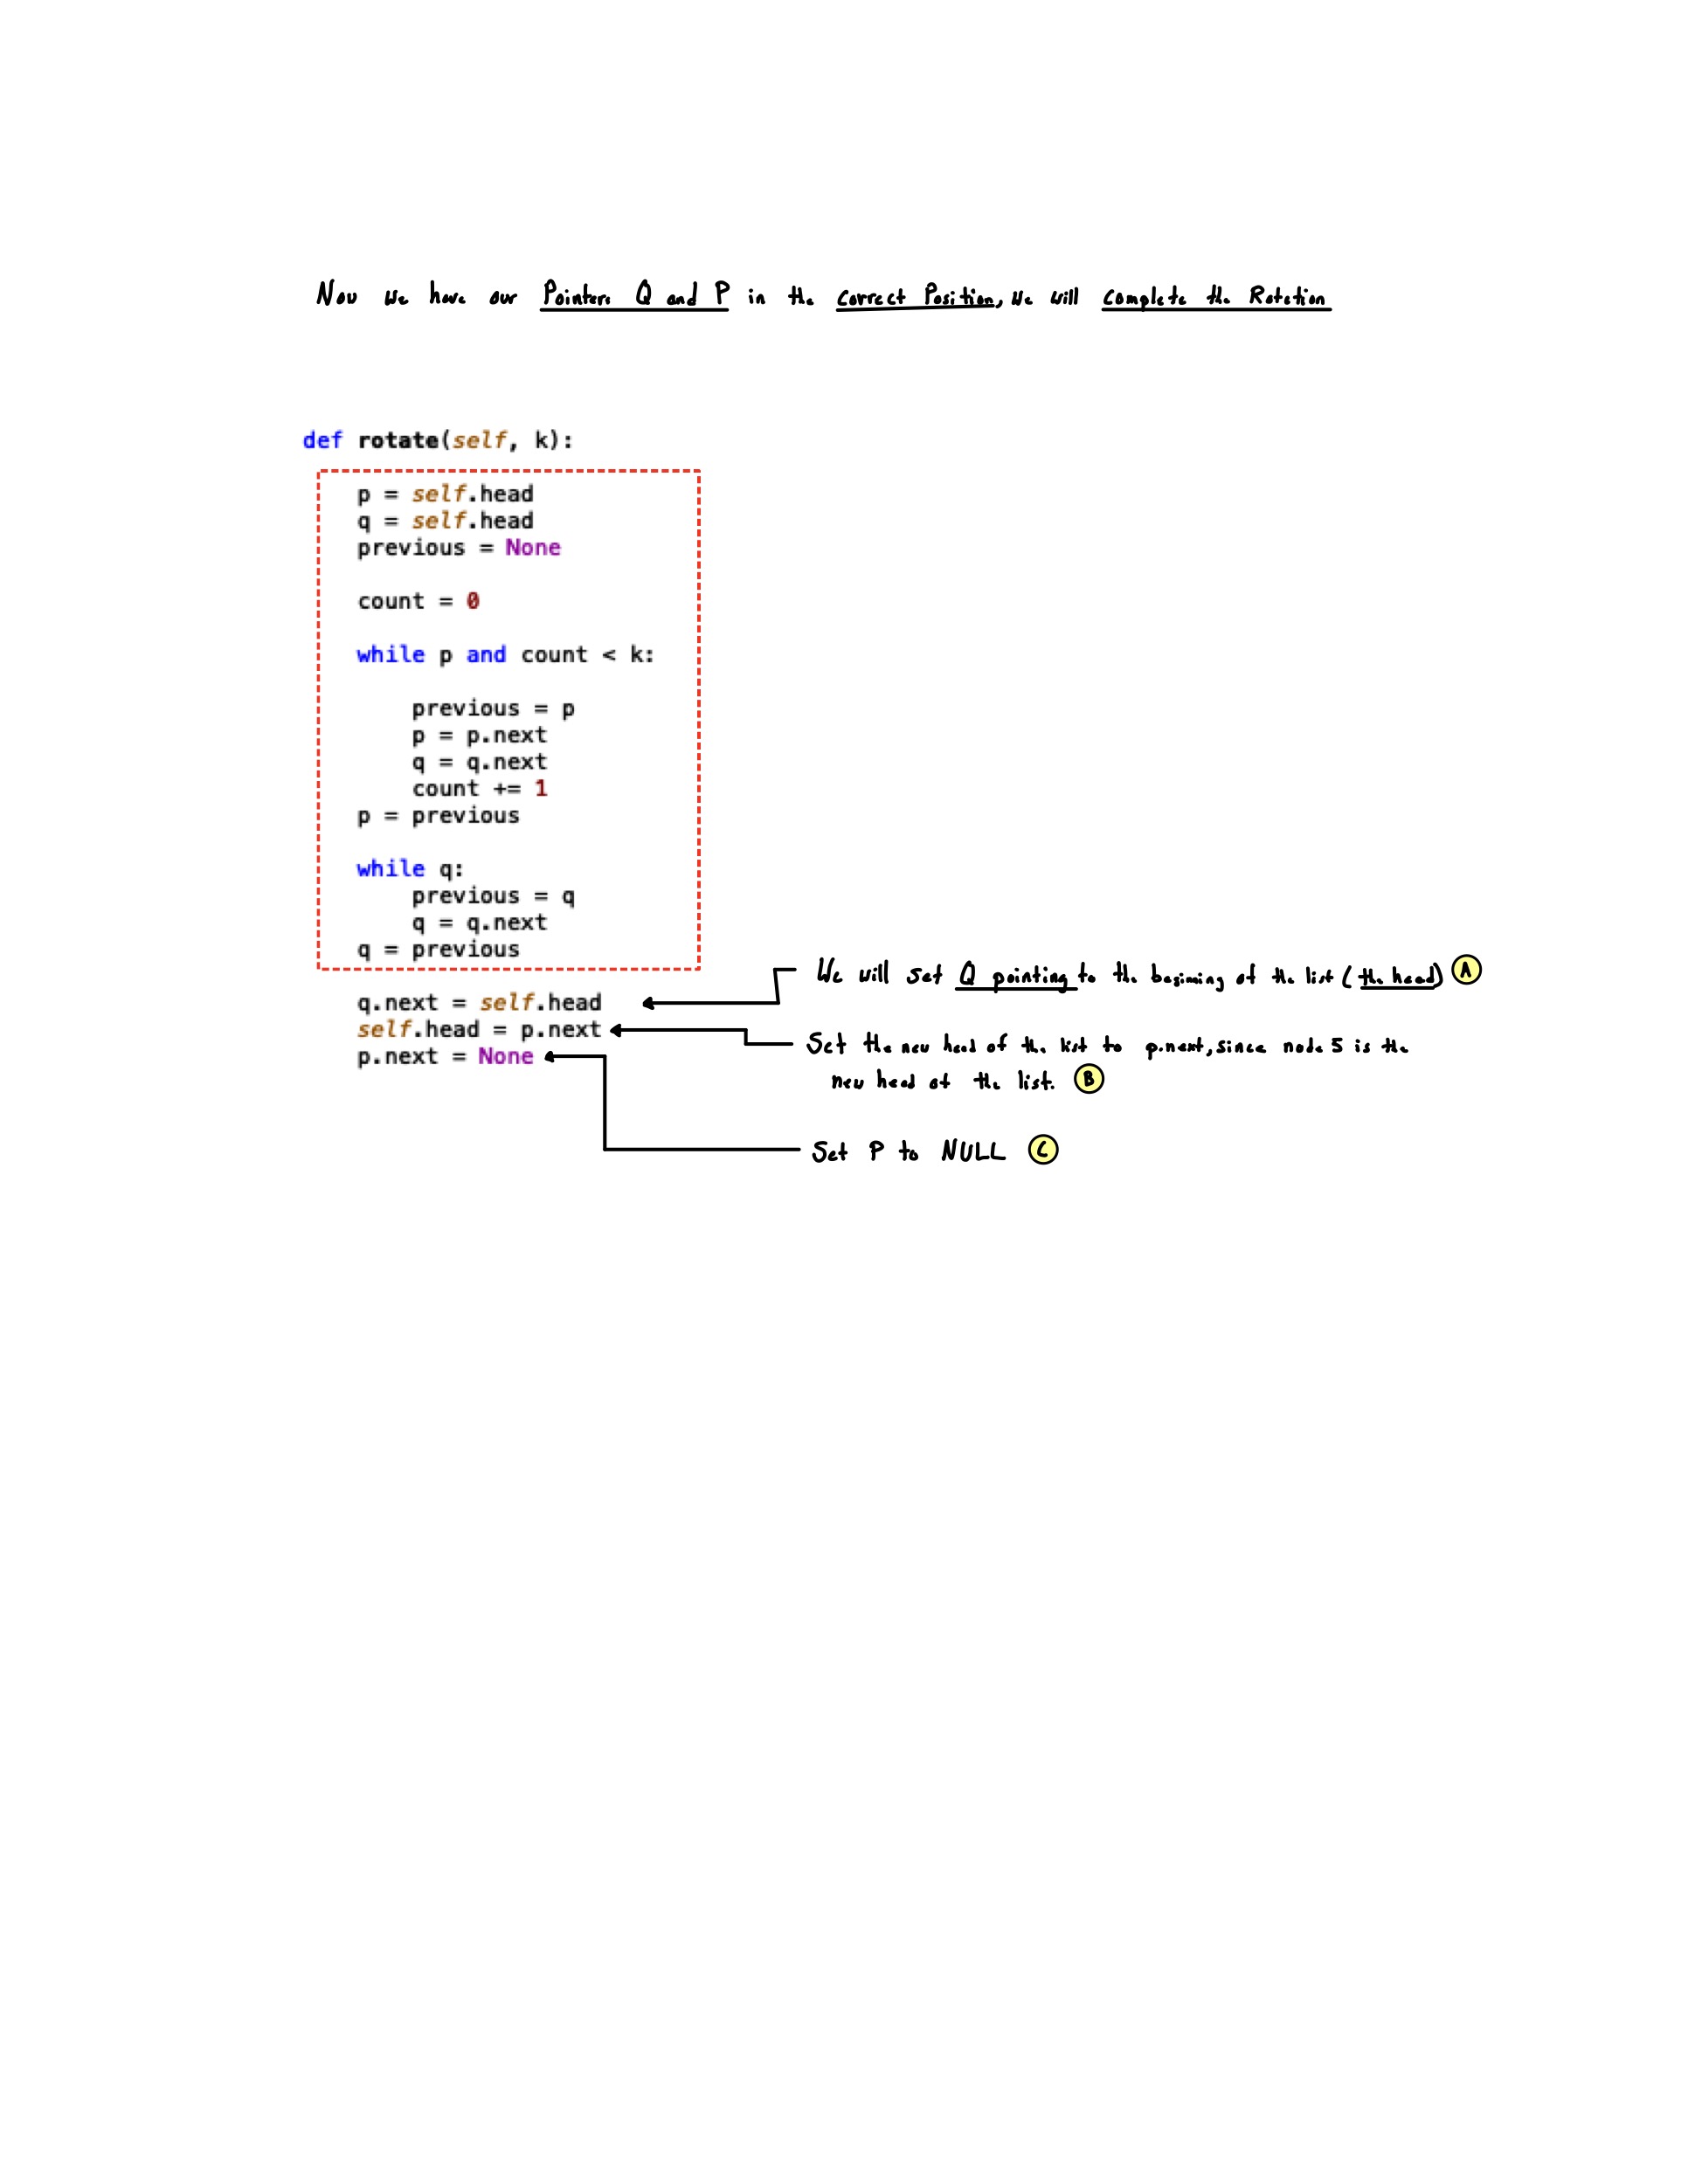 Now we have our Pointers Q and P in the correct Position, we will complete the Rotation
def rotate(self, k):
p = self.head
q = self.head
previous = None
count = 0
while p and count < k:
previous = p
p = p.next
q = q.next
count += 1
p = previous
while q:
previous = q
q = q.next
q = previous
We will set Q pointing to the begining of the list (the head) A
q.next = self.head
self.head = p.next
Set the new head of the list to p.next, since node 5 is the
new head of the list. B
p.next = None
Set P to NULL C